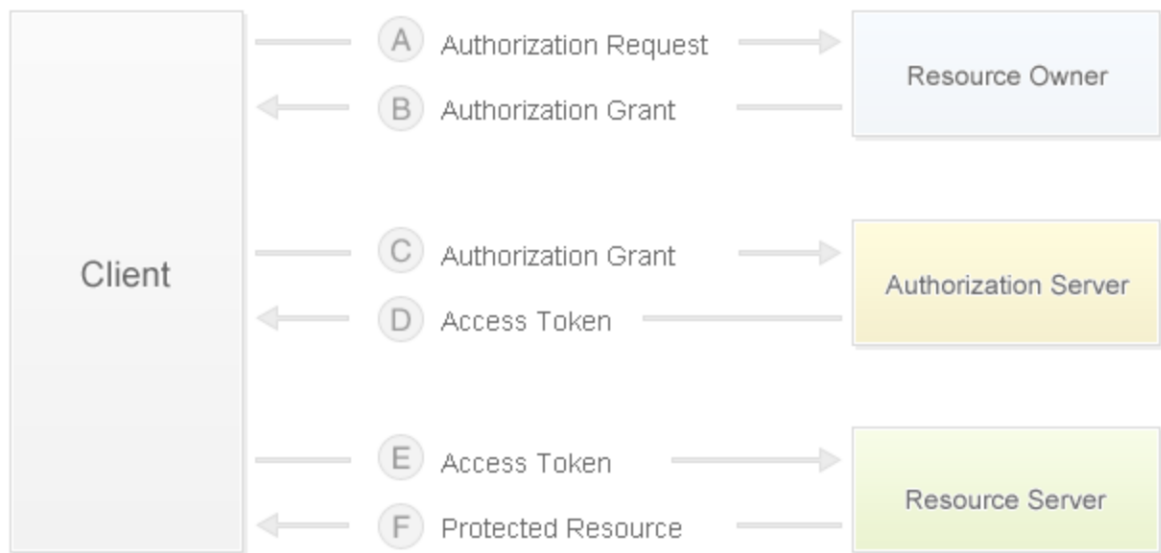 A Authorization Request
Resource Owner
B Authorization Grant
Client
C Authorization Grant
Authorization Server
D Access Token
E Access Token
Resource Server
F Protected Resource